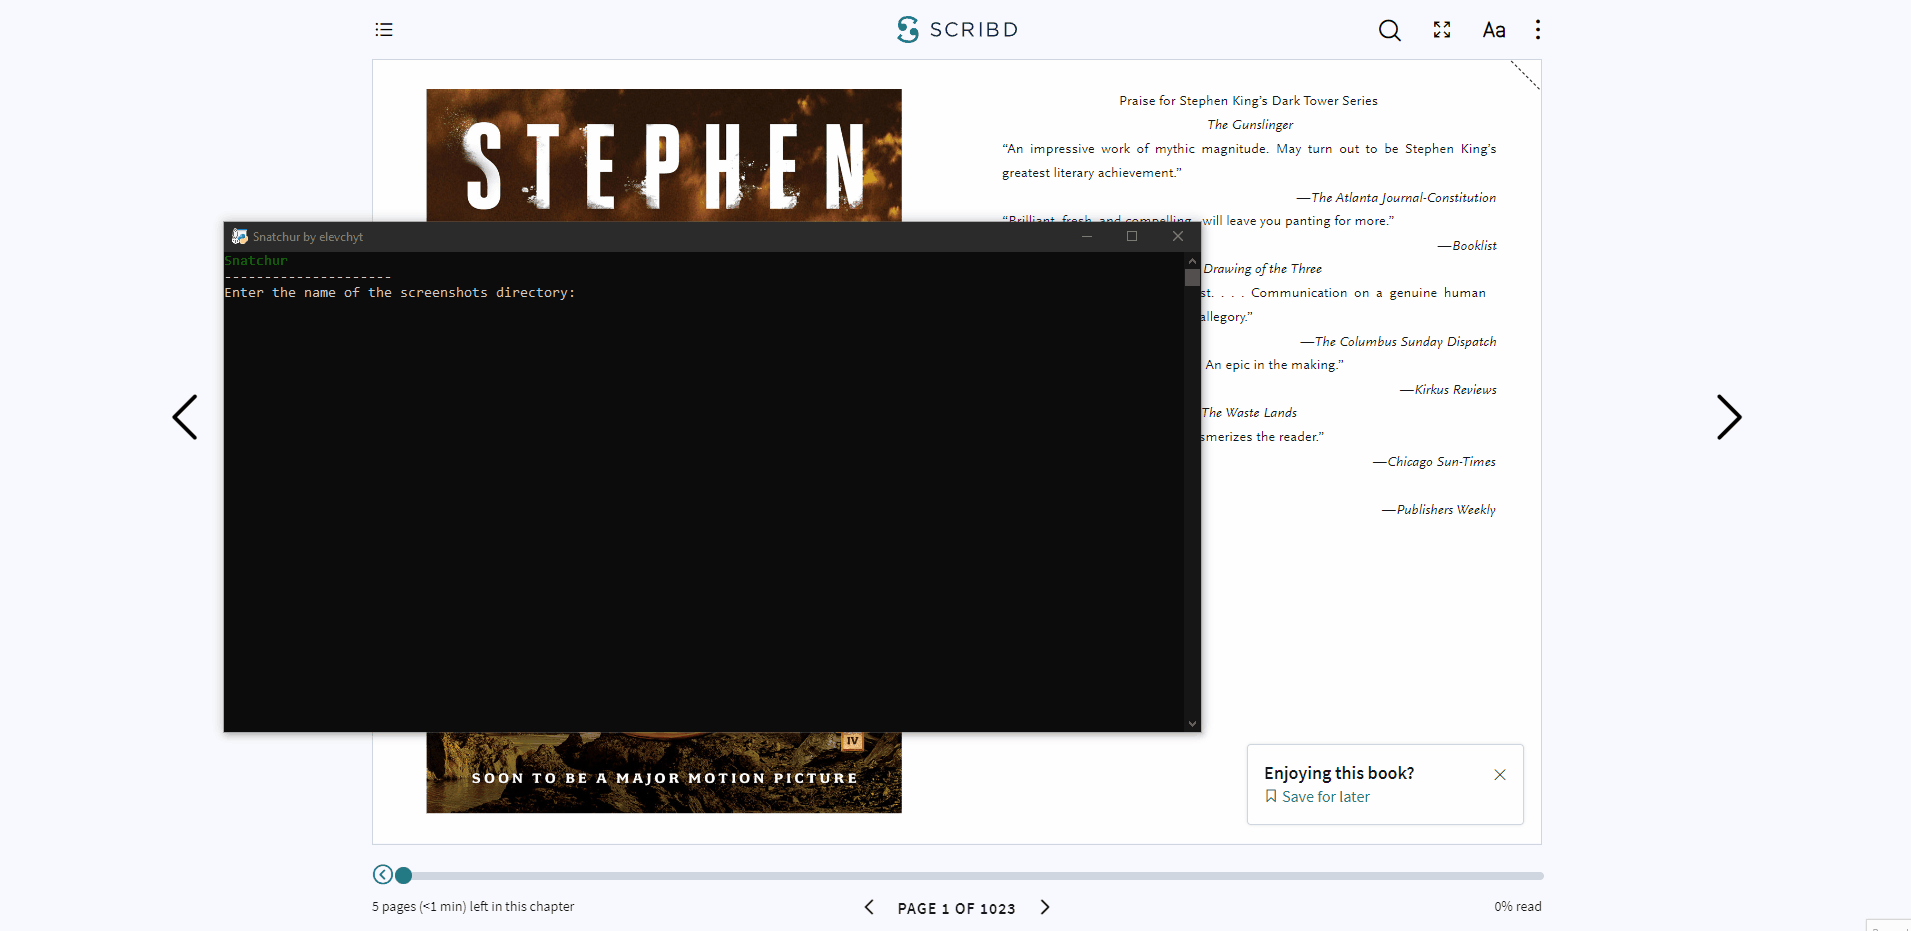 SCRIBD
Aa
STEPHEN
Praise for Stephen King’s Dark Tower Series
The Gunslinger
“An impressive work of mythic magnitude. May turn out to be Stephen King’s
greatest literary achievement.”
—The Atlanta Journal-Constitution
“Brilliant, fresh, and compelling, will leave you panting for more.”
—Booklist
Drawing of the Three
st. . . . Communication on a genuine human
allegory.”
—The Columbus Sunday Dispatch
An epic in the making.”
—Kirkus Reviews
The Waste Lands
smerizes the reader.”
—Chicago Sun-Times
—Publishers Weekly
Snatchur by elevchyt
Snatchur
---------------------
Enter the name of the screenshots directory:
IV
SOON TO BE A MAJOR MOTION PICTURE
Enjoying this book?
Save for later
5 pages (<1 min) left in this chapter
PAGE 1 OF 1023
0% read